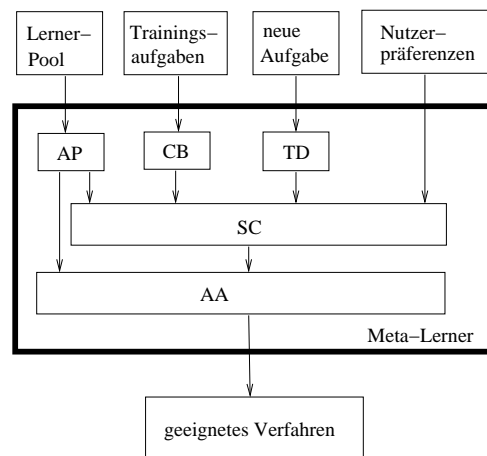 Lerner–
Pool
Trainings-
aufgaben
neue
Aufgabe
Nutzer-
präferenzen
AP
CB
TD
SC
AA
Meta–Lerner
geeignetes Verfahren